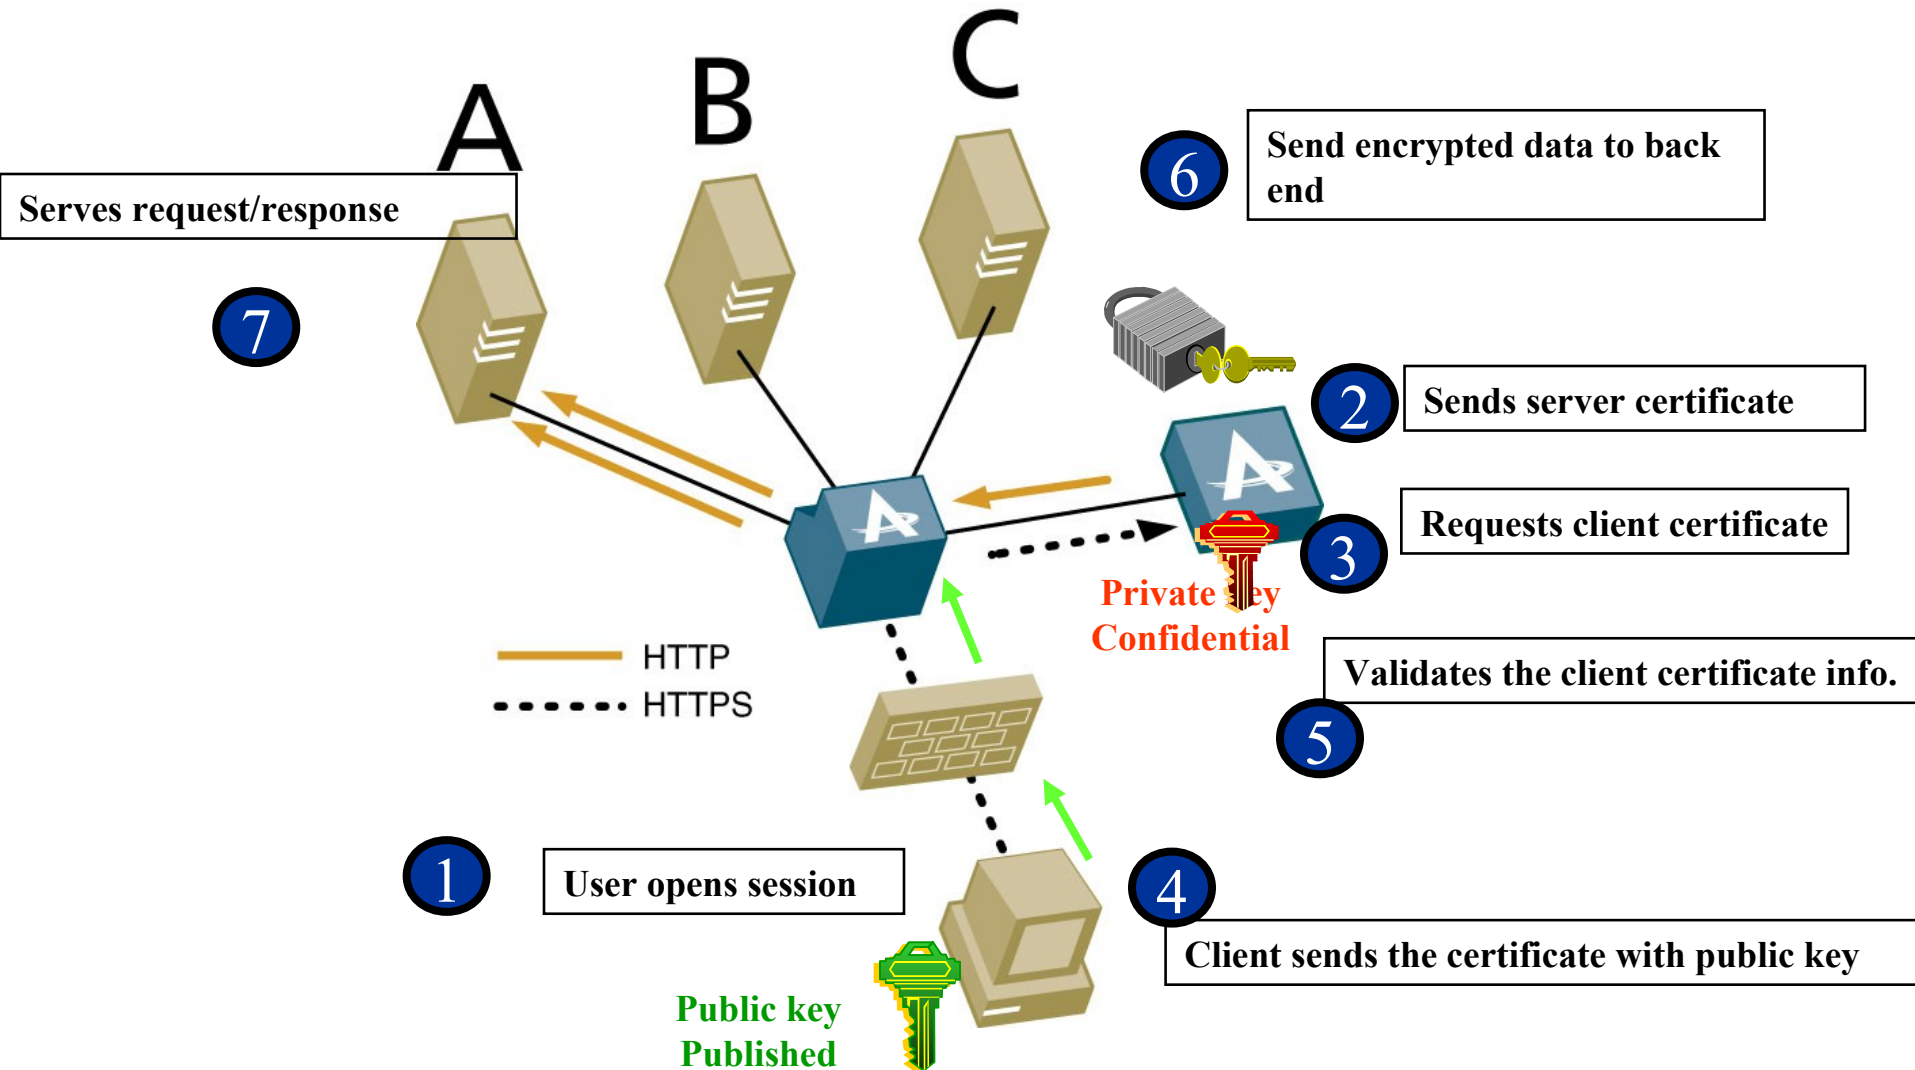 A
B
C
6
Send encrypted data to back
end
Serves request/response
7
2
Sends server certificate
3
Requests client certificate
Private
Confidential
HTTP
HTTPS
Validates the client certificate info.
5
1
User opens session
4
Client sends the certificate with public key
Public key
Published